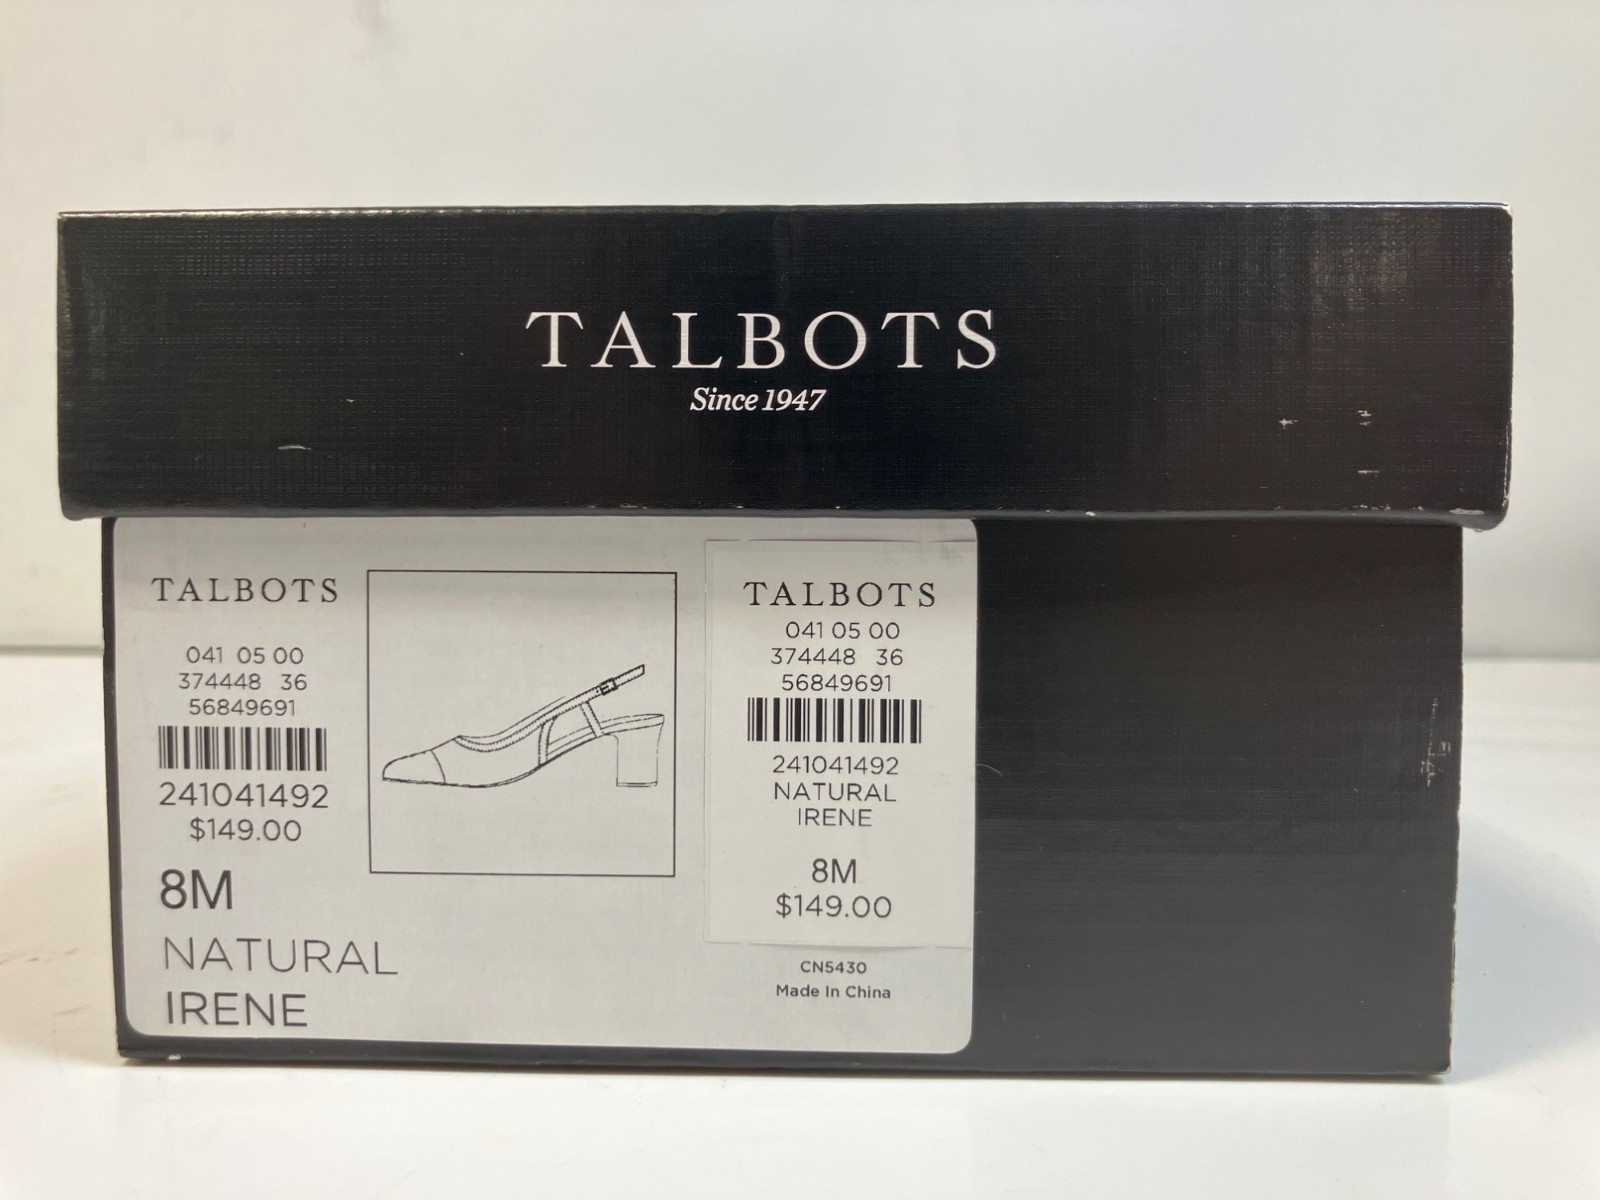 TALBOTS
Since 1947
TALBOTS
041 05 00
374448 36
56849691
241041492
$149.00
8M
NATURAL
IRENE
TALBOTS
041 05 00
374448 36
56849691
241041492
NATURAL
IRENE
8M
$149.00
CN5430
Made In China